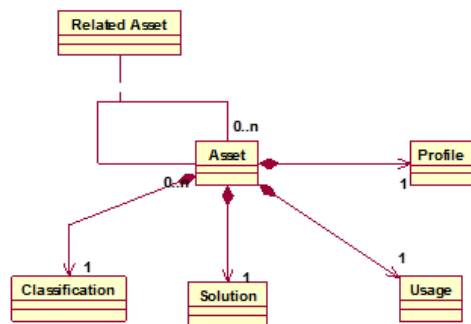 Related Asset
0..n
Asset
Profile
1
0..n
1
1
1
Classification
Solution
Usage